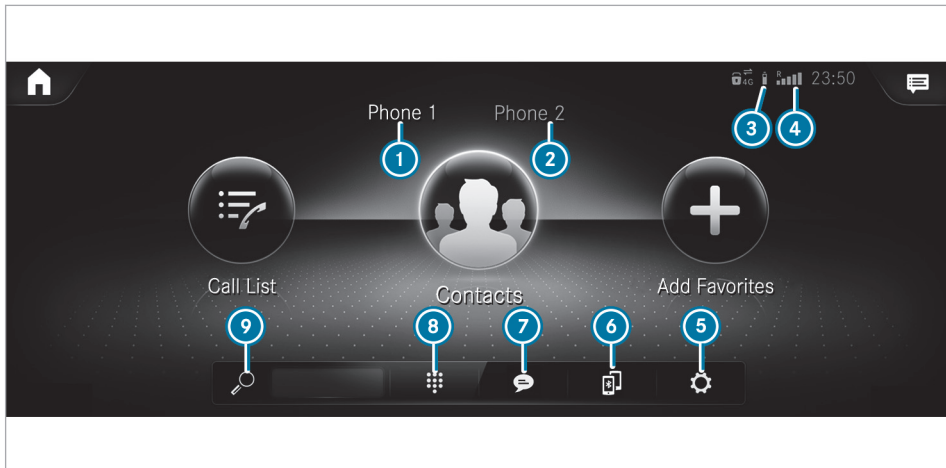 4G R 23:50
Phone 1 Phone 2
3 4
1 2
Call List Contacts Add Favorites
9 8 7 6 5